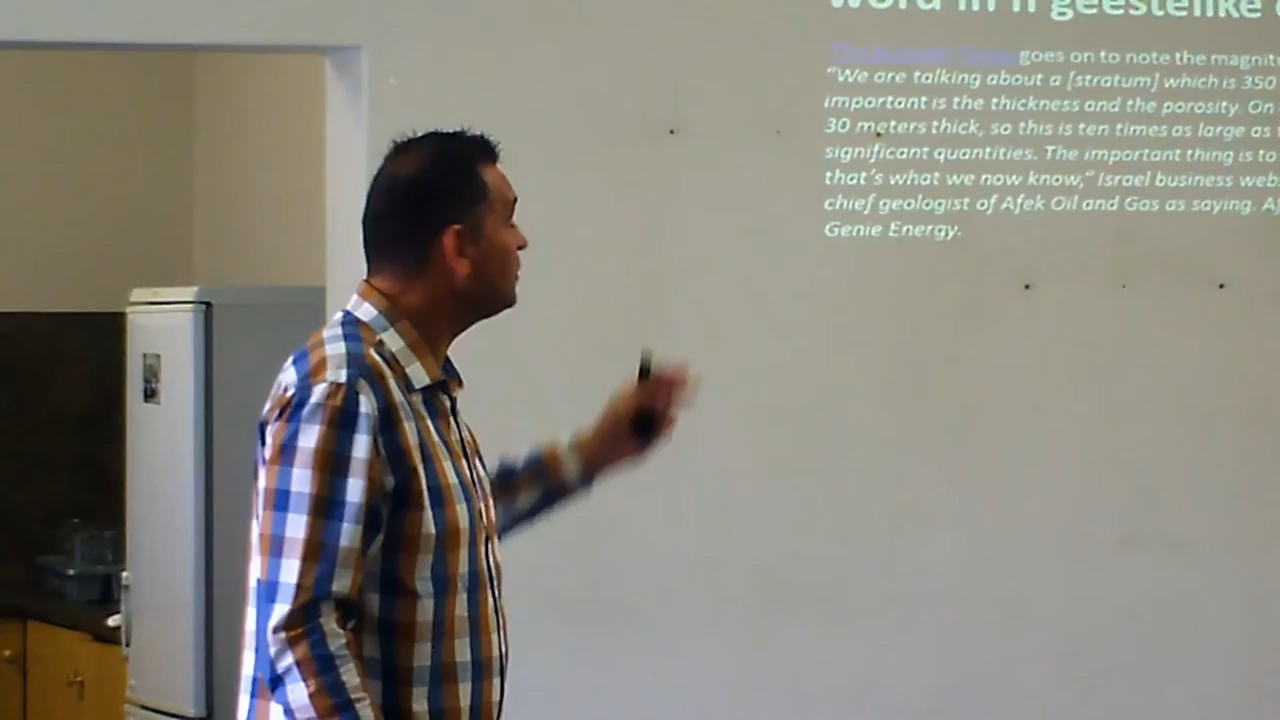 word in 'n geestelike
goes on to note the magnit
"We are talking about a [stratum] which is 350
important is the thickness and the porosity. On
30 meters thick, so this is ten times as large as
significant quantities. The important thing is to
that's what we now know," Israel business webs
chief geologist of Afek Oil and Gas as saying. Af
Genie Energy.